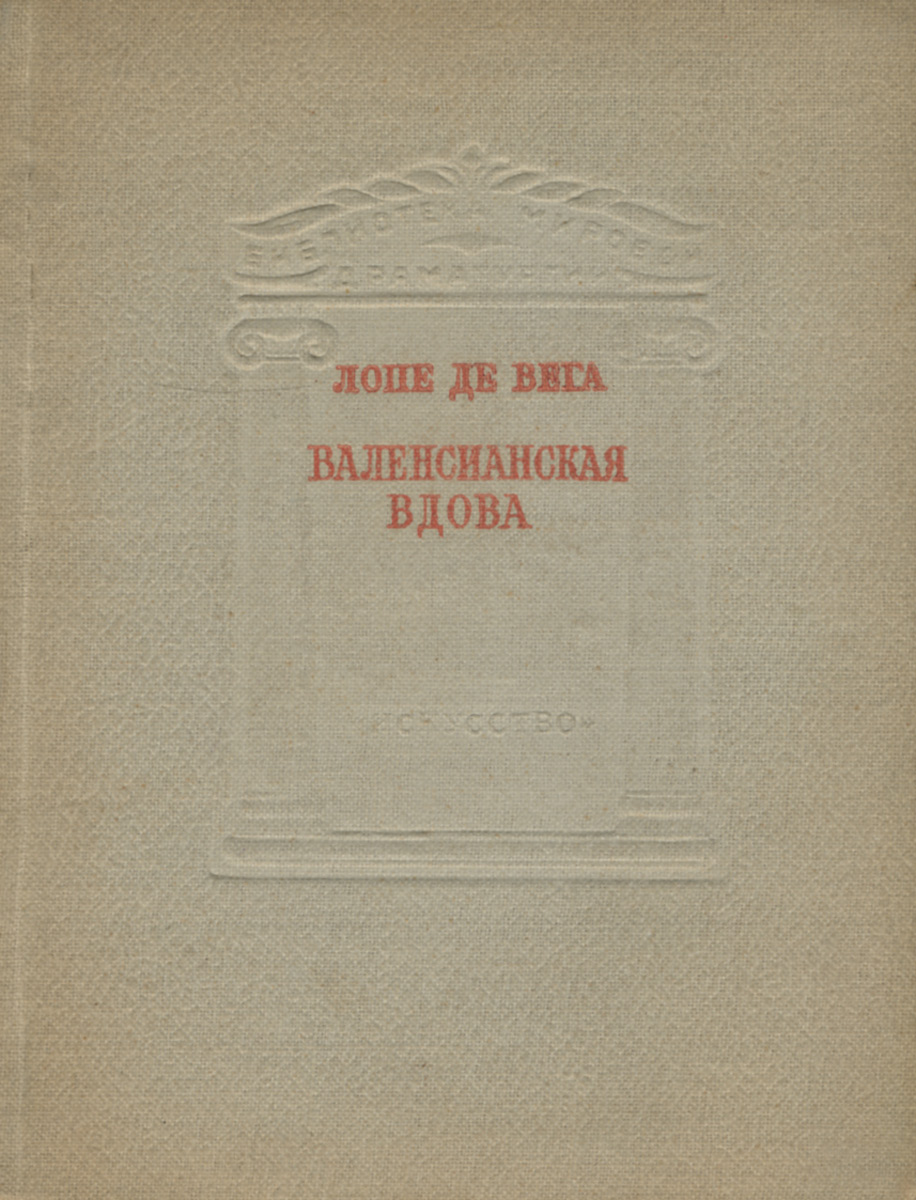 БИБЛИОТЕКА МИРОВОЙ
ДРАМАТУРГИИ
ЛОПЕ ДЕ ВЕГА
ВАЛЕНСИАНСКАЯ
ВДОВА
«ИСКУССТВО»